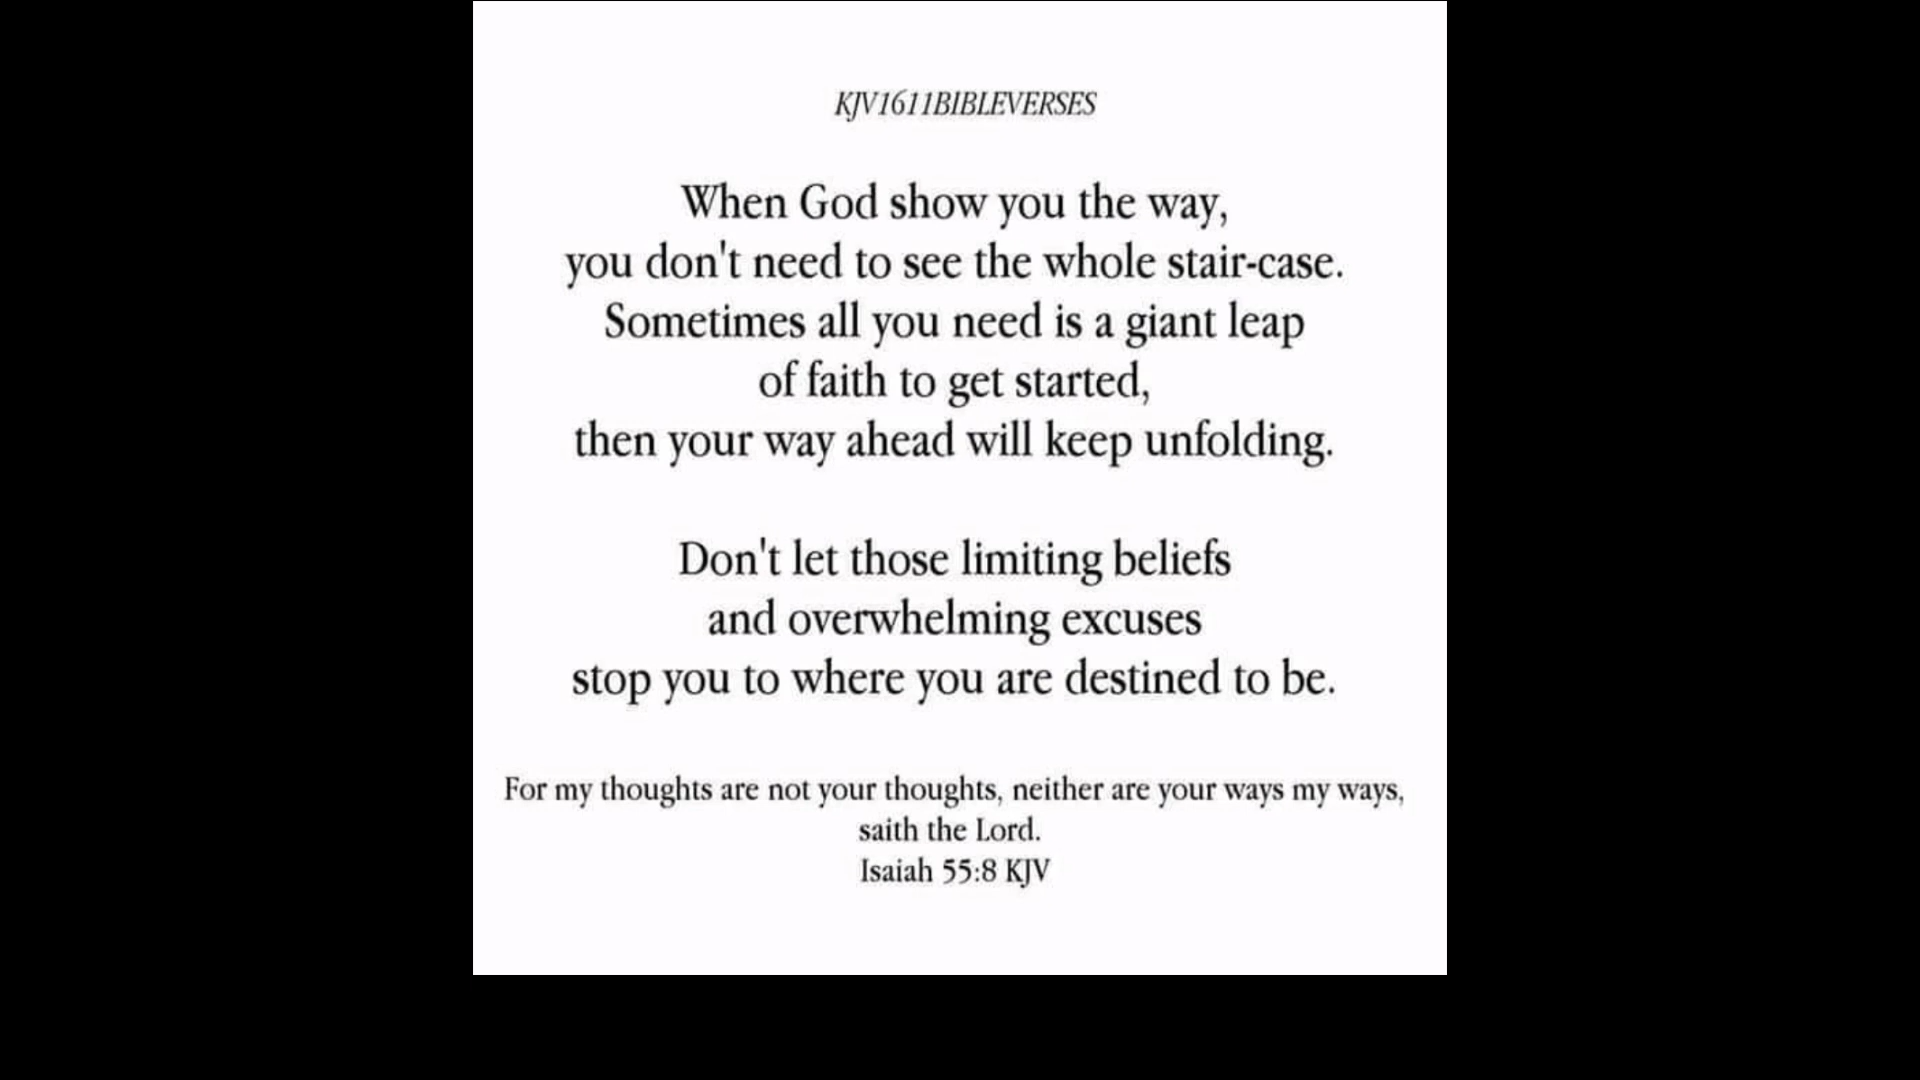 KJV1611BIBLEVERSES
When God show you the way,
you don't need to see the whole stair-case.
Sometimes all you need is a giant leap
of faith to get started,
then your way ahead will keep unfolding.
Don't let those limiting beliefs
and overwhelming excuses
stop you to where you are destined to be.
For my thoughts are not your thoughts, neither are your ways my ways,
saith the Lord.
Isaiah 55:8 KJV